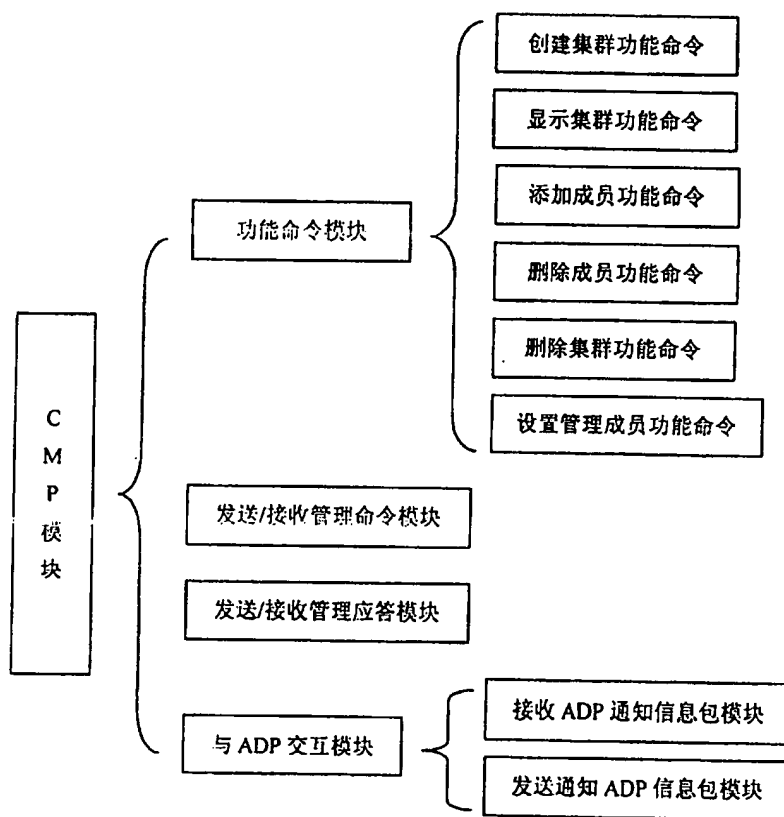 CMP模块
功能命令模块
创建集群功能命令
显示集群功能命令
添加成员功能命令
删除成员功能命令
删除集群功能命令
设置管理成员功能命令
发送/接收管理命令模块
发送/接收管理应答模块
与 ADP 交互模块
接收 ADP 通知信息包模块
发送通知 ADP 信息包模块